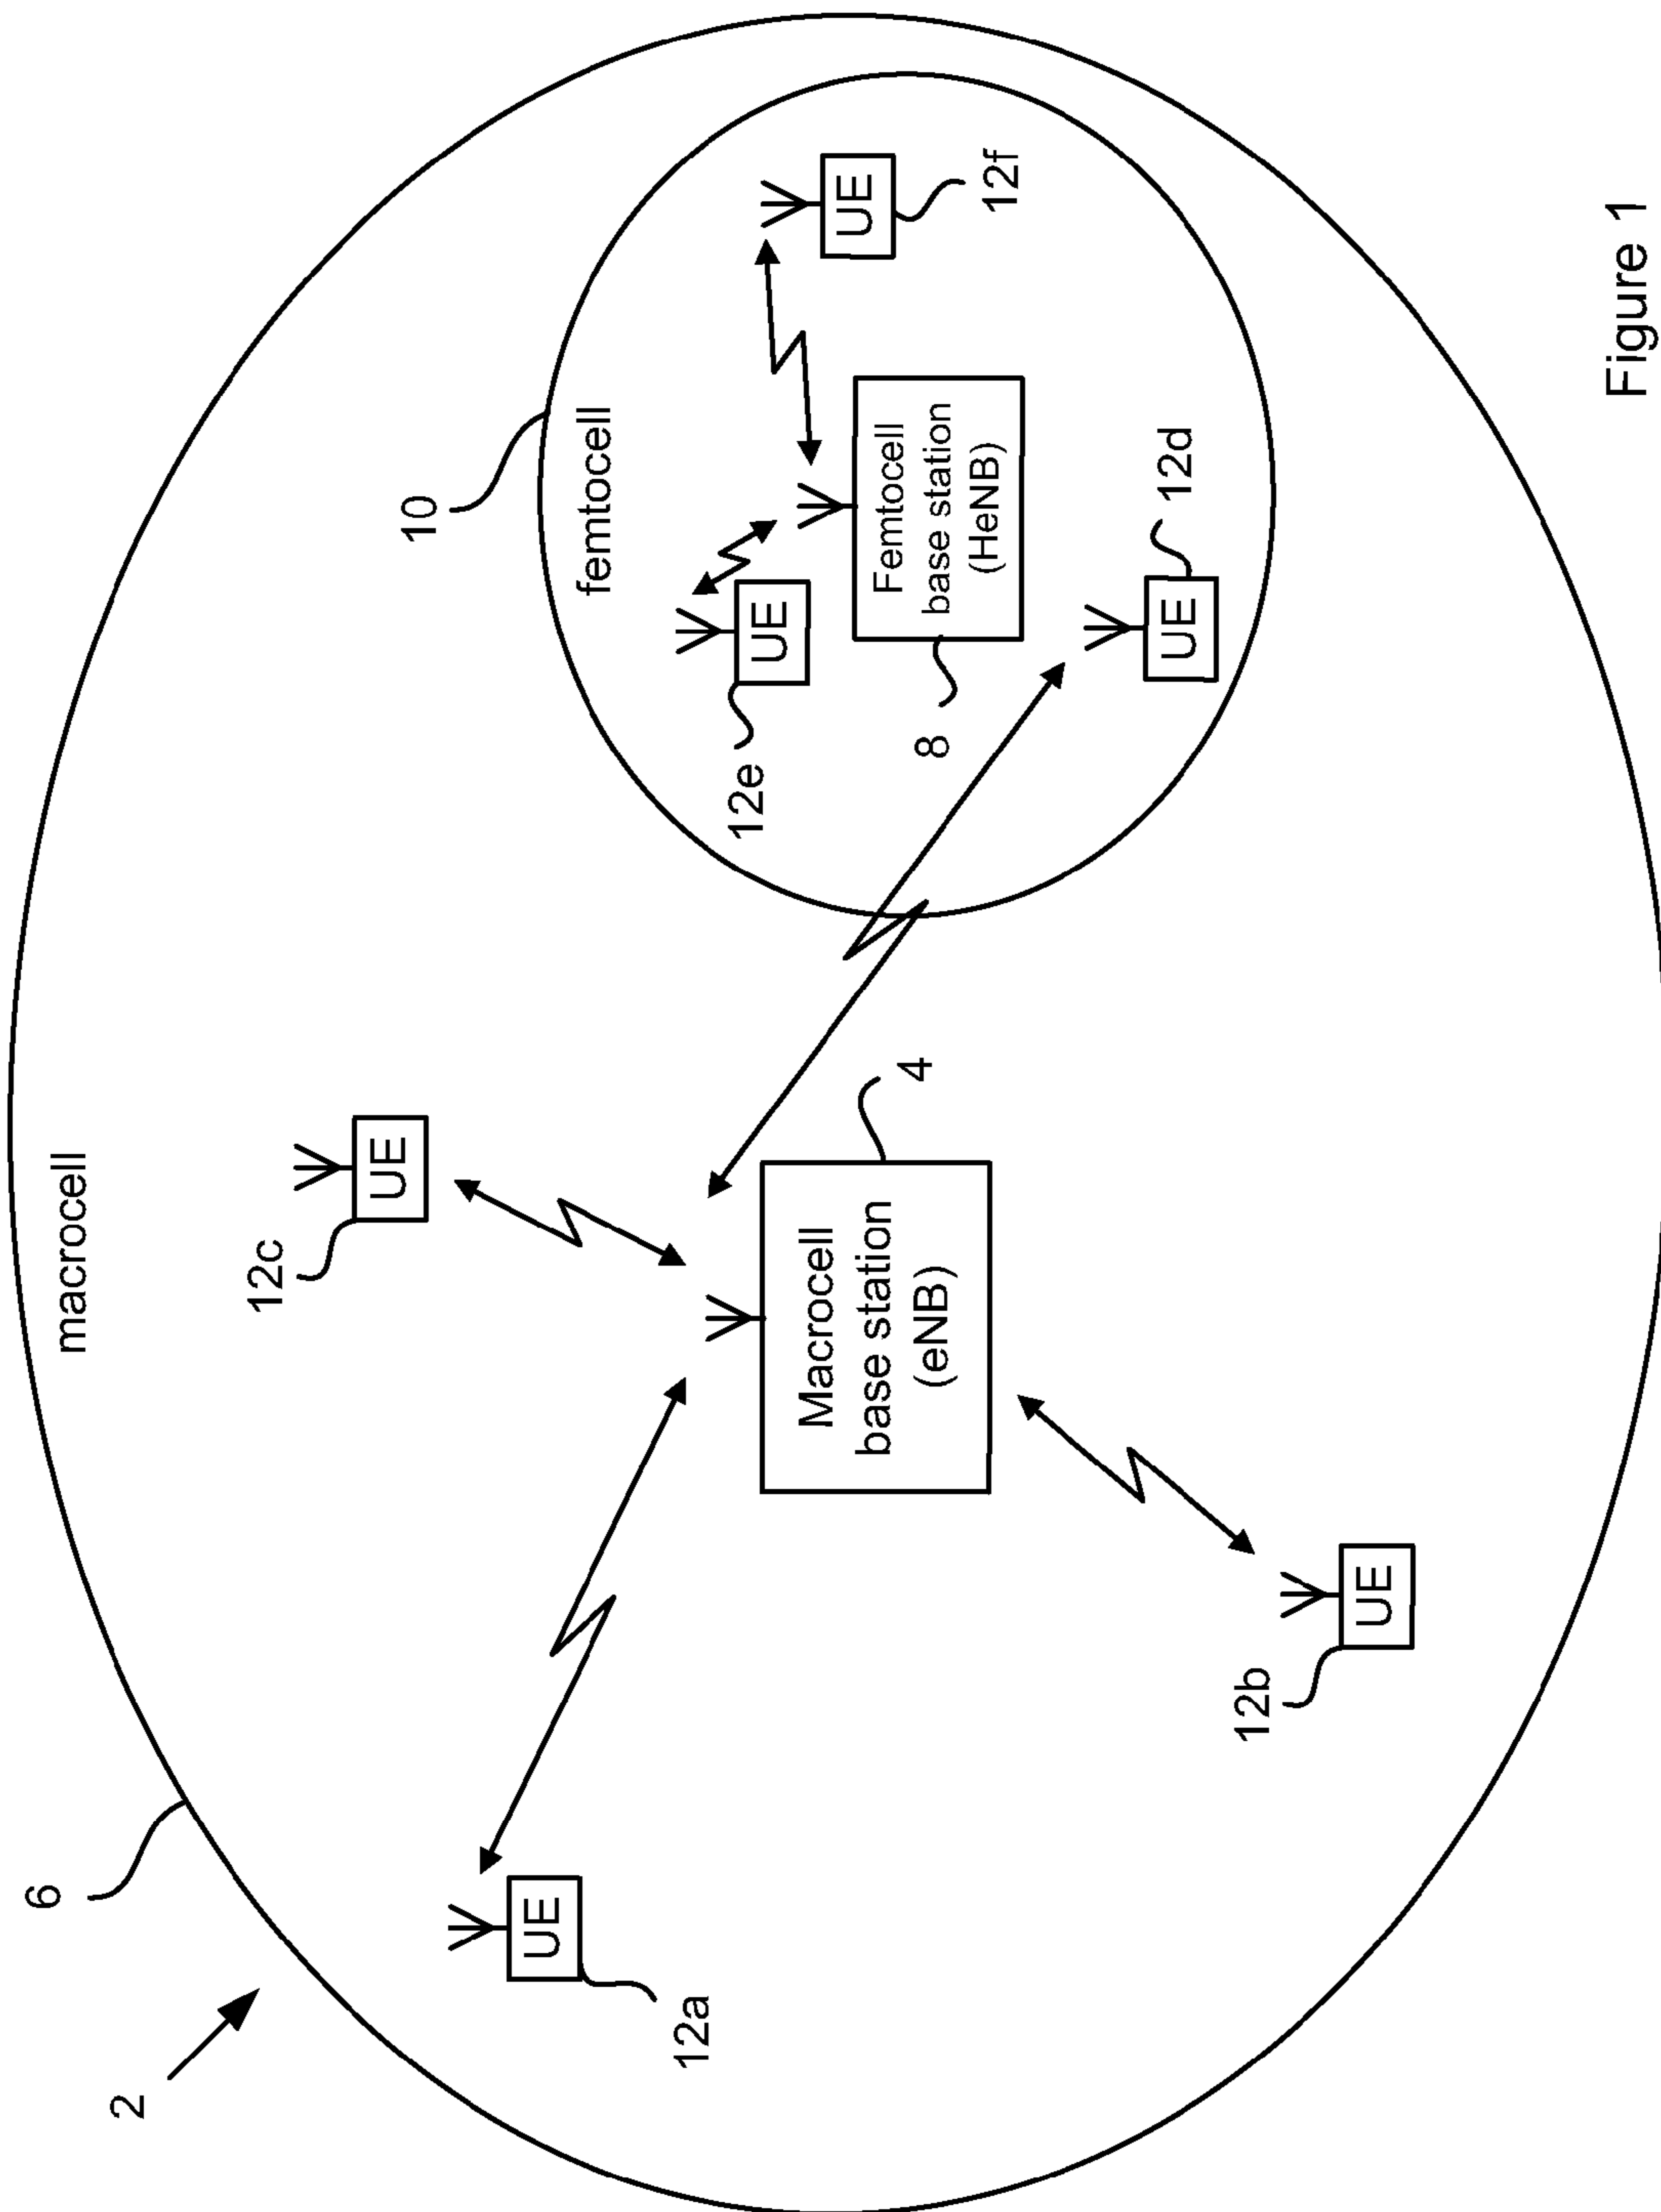 2
6
macrocell
10
femtocell
12c
UE
12a
UE
12e
UE
12f
UE
Macrocell
base station
(eNB)
4
8
Femtocell
base station
(HeNB)
12b
UE
12d
UE
Figure 1